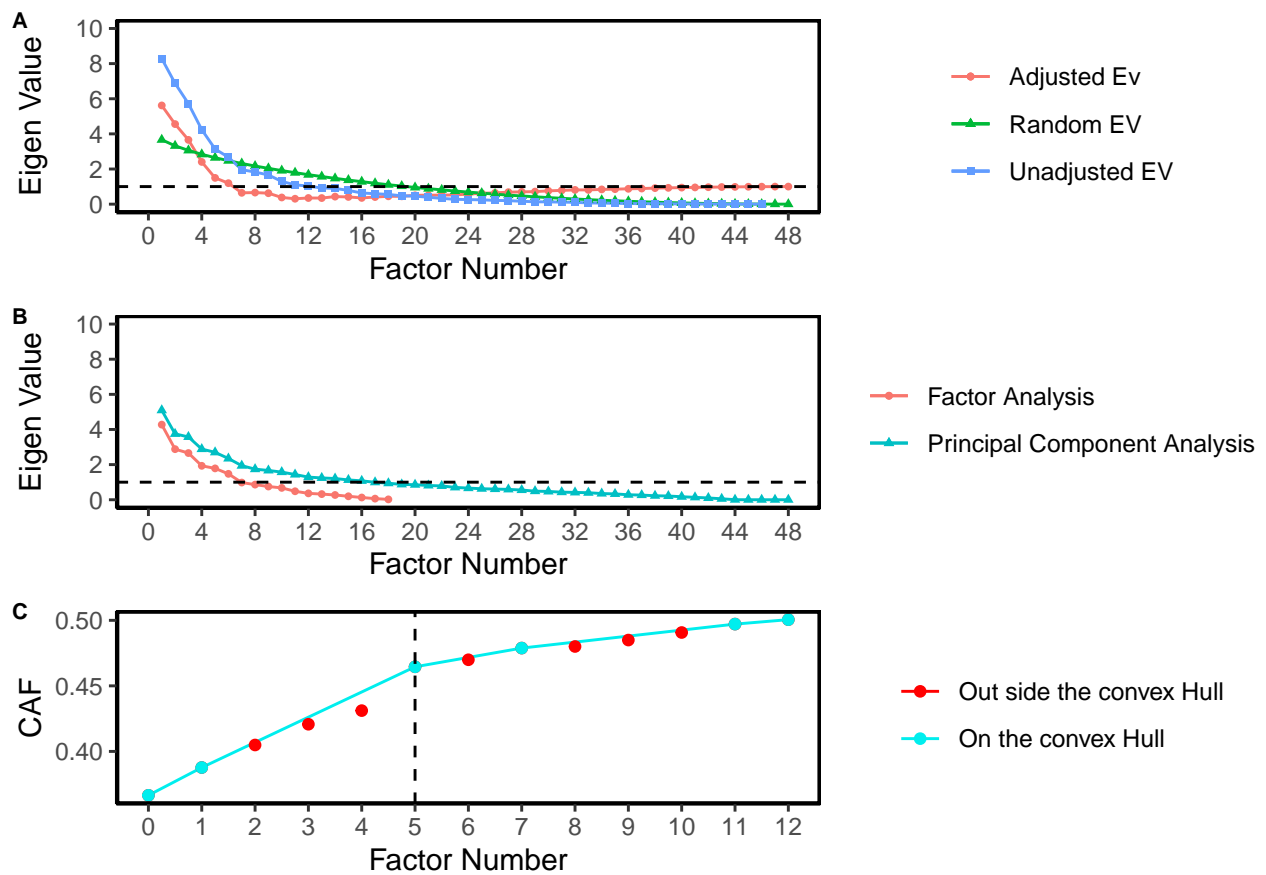 A
Eigen Value
10
8
6
4
2
0
0 4 8 12 16 20 24 28 32 36 40 44 48
Factor Number
Adjusted Ev
Random EV
Unadjusted EV
B
Eigen Value
10
8
6
4
2
0
0 4 8 12 16 20 24 28 32 36 40 44 48
Factor Number
Factor Analysis
Principal Component Analysis
C
CAF
0.50
0.45
0.40
0 1 2 3 4 5 6 7 8 9 10 11 12
Factor Number
Out side the convex Hull
On the convex Hull